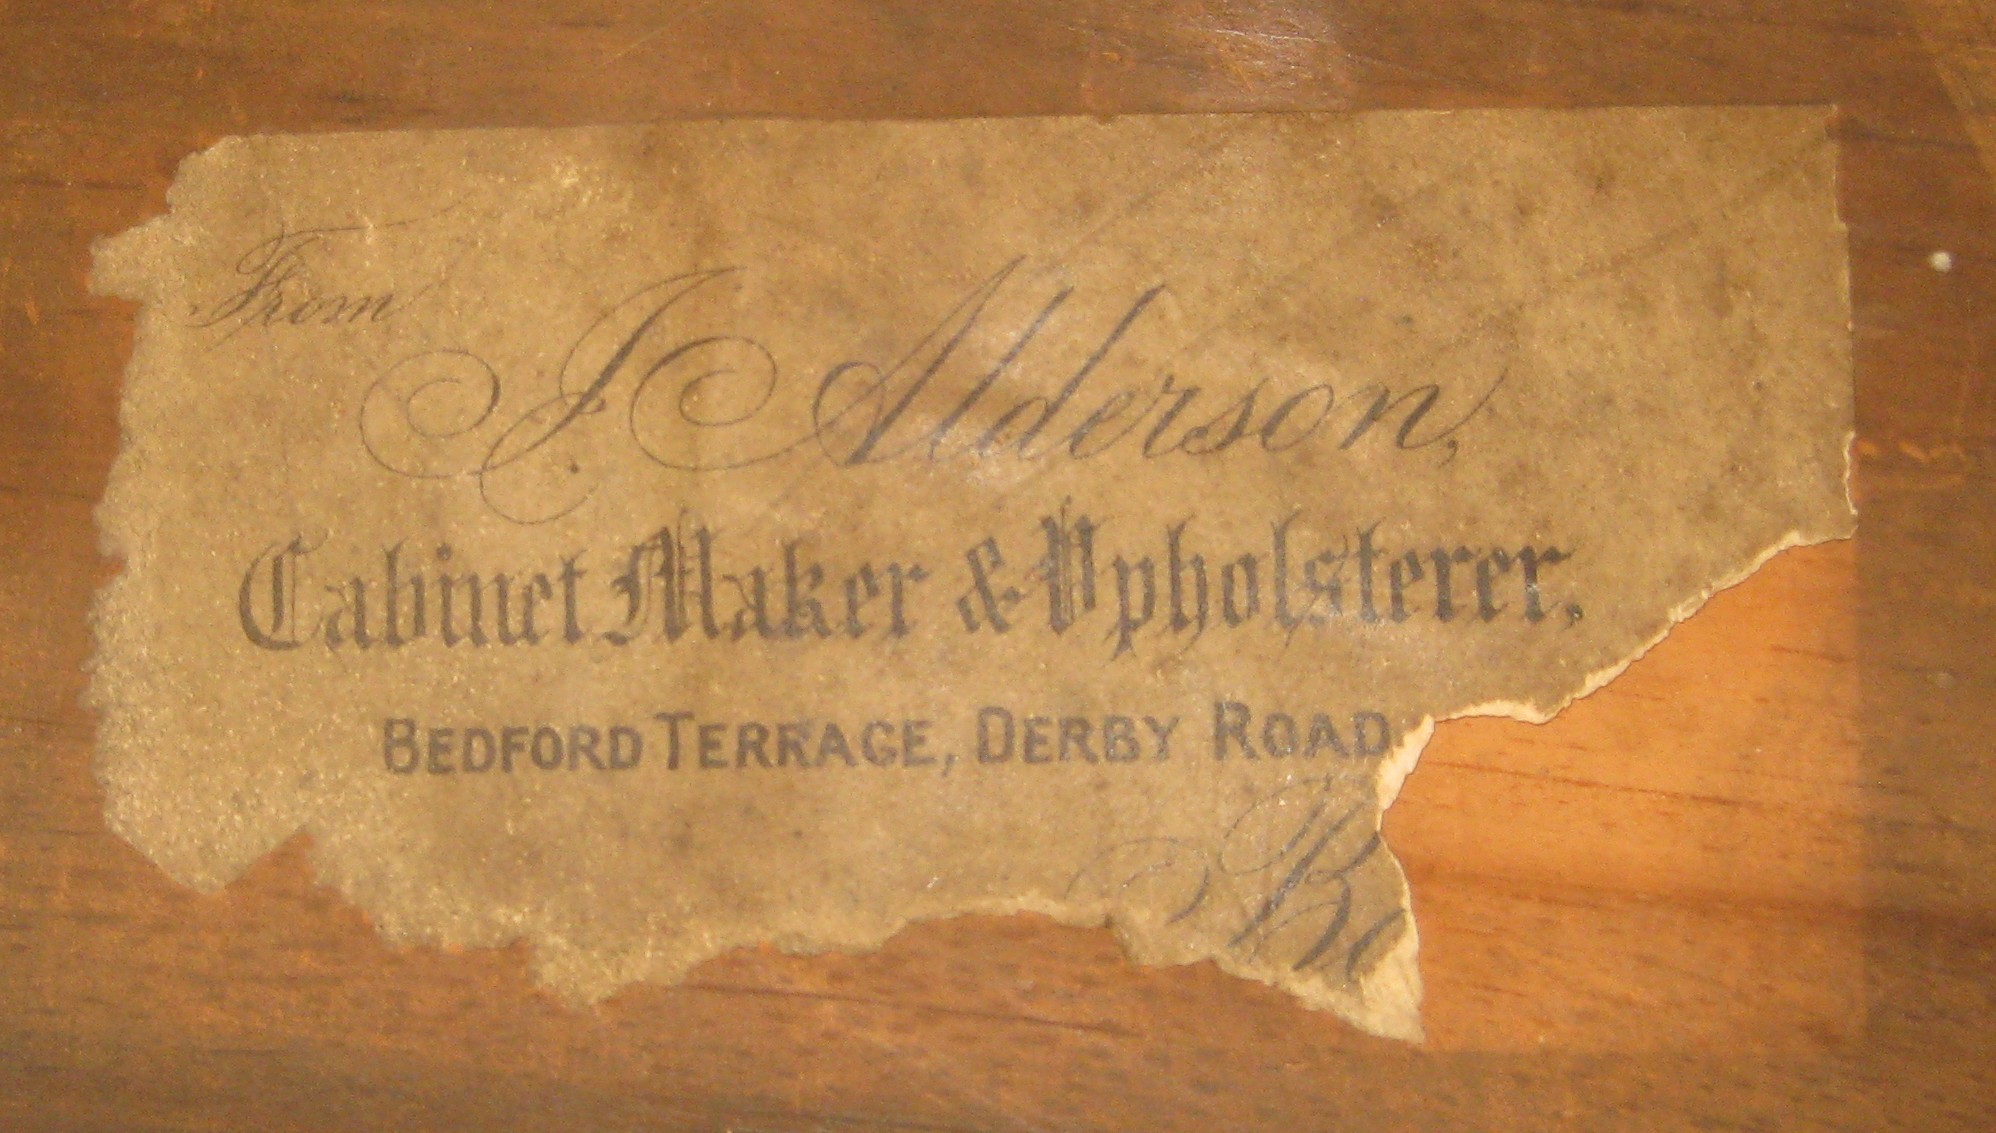 From
J. Alderson,
Cabinet Maker & Upholsterer,
BEDFORD TERRACE, DERBY ROAD